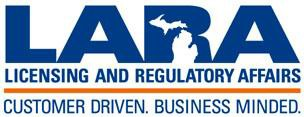 LARA
LICENSING AND REGULATORY AFFAIRS
CUSTOMER DRIVEN. BUSINESS MINDED.